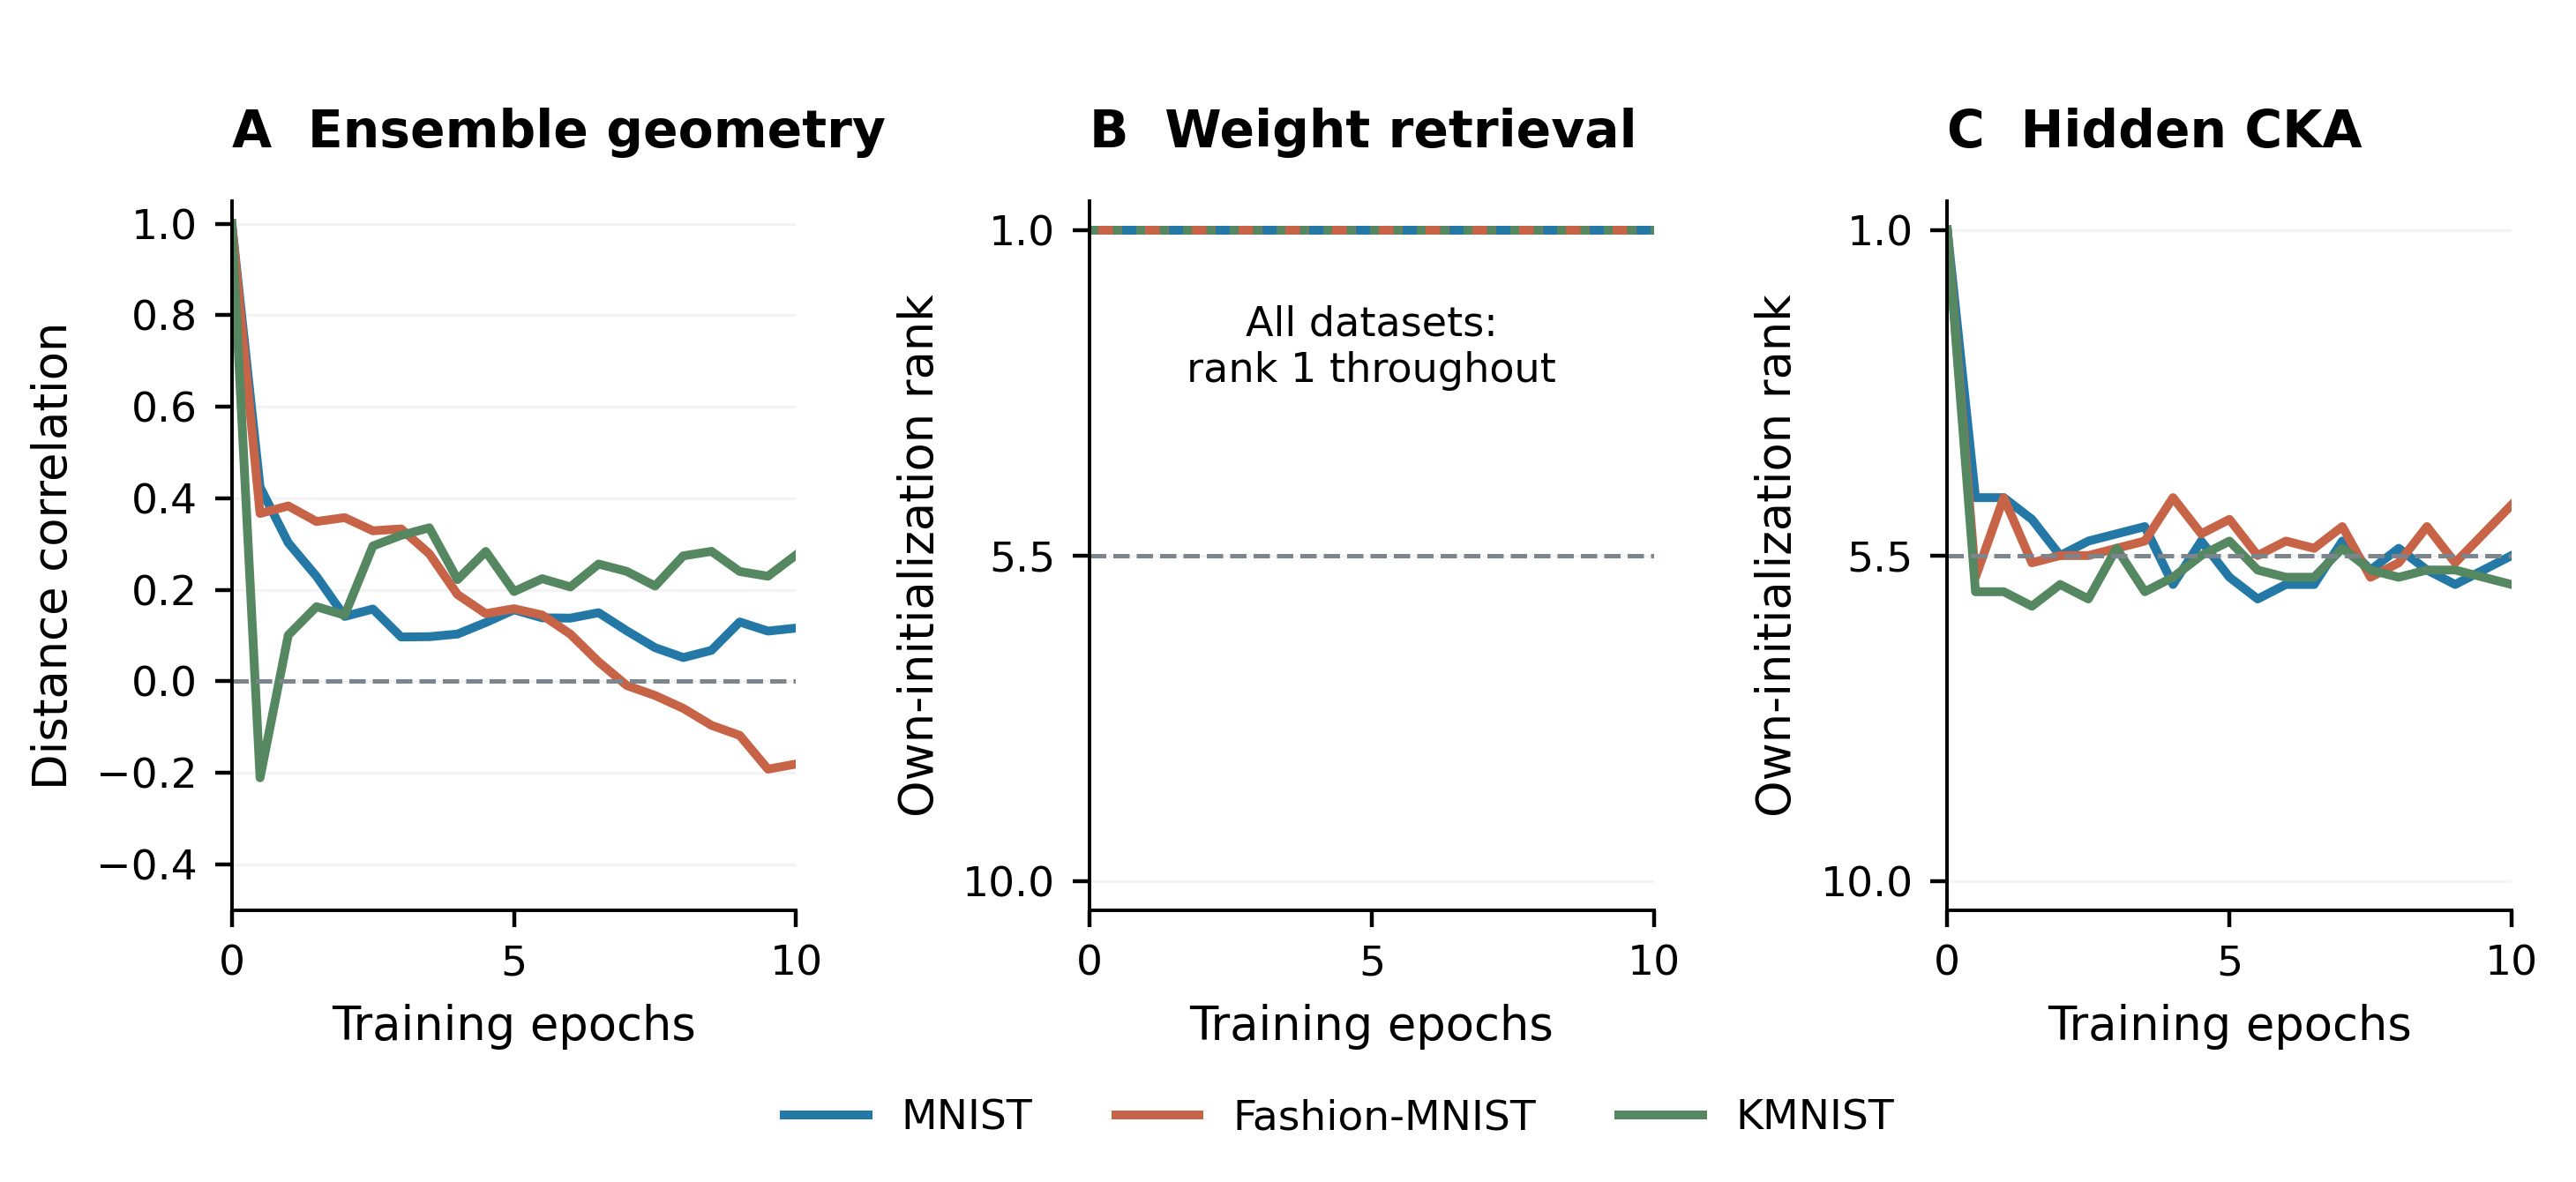 A Ensemble geometry
Distance correlation
1.0
0.8
0.6
0.4
0.2
0.0
−0.2
−0.4
0
5
10
Training epochs
B Weight retrieval
Own-initialization rank
1.0
5.5
10.0
All datasets:
rank 1 throughout
0
5
10
Training epochs
C Hidden CKA
Own-initialization rank
1.0
5.5
10.0
0
5
10
Training epochs
MNIST
Fashion-MNIST
KMNIST